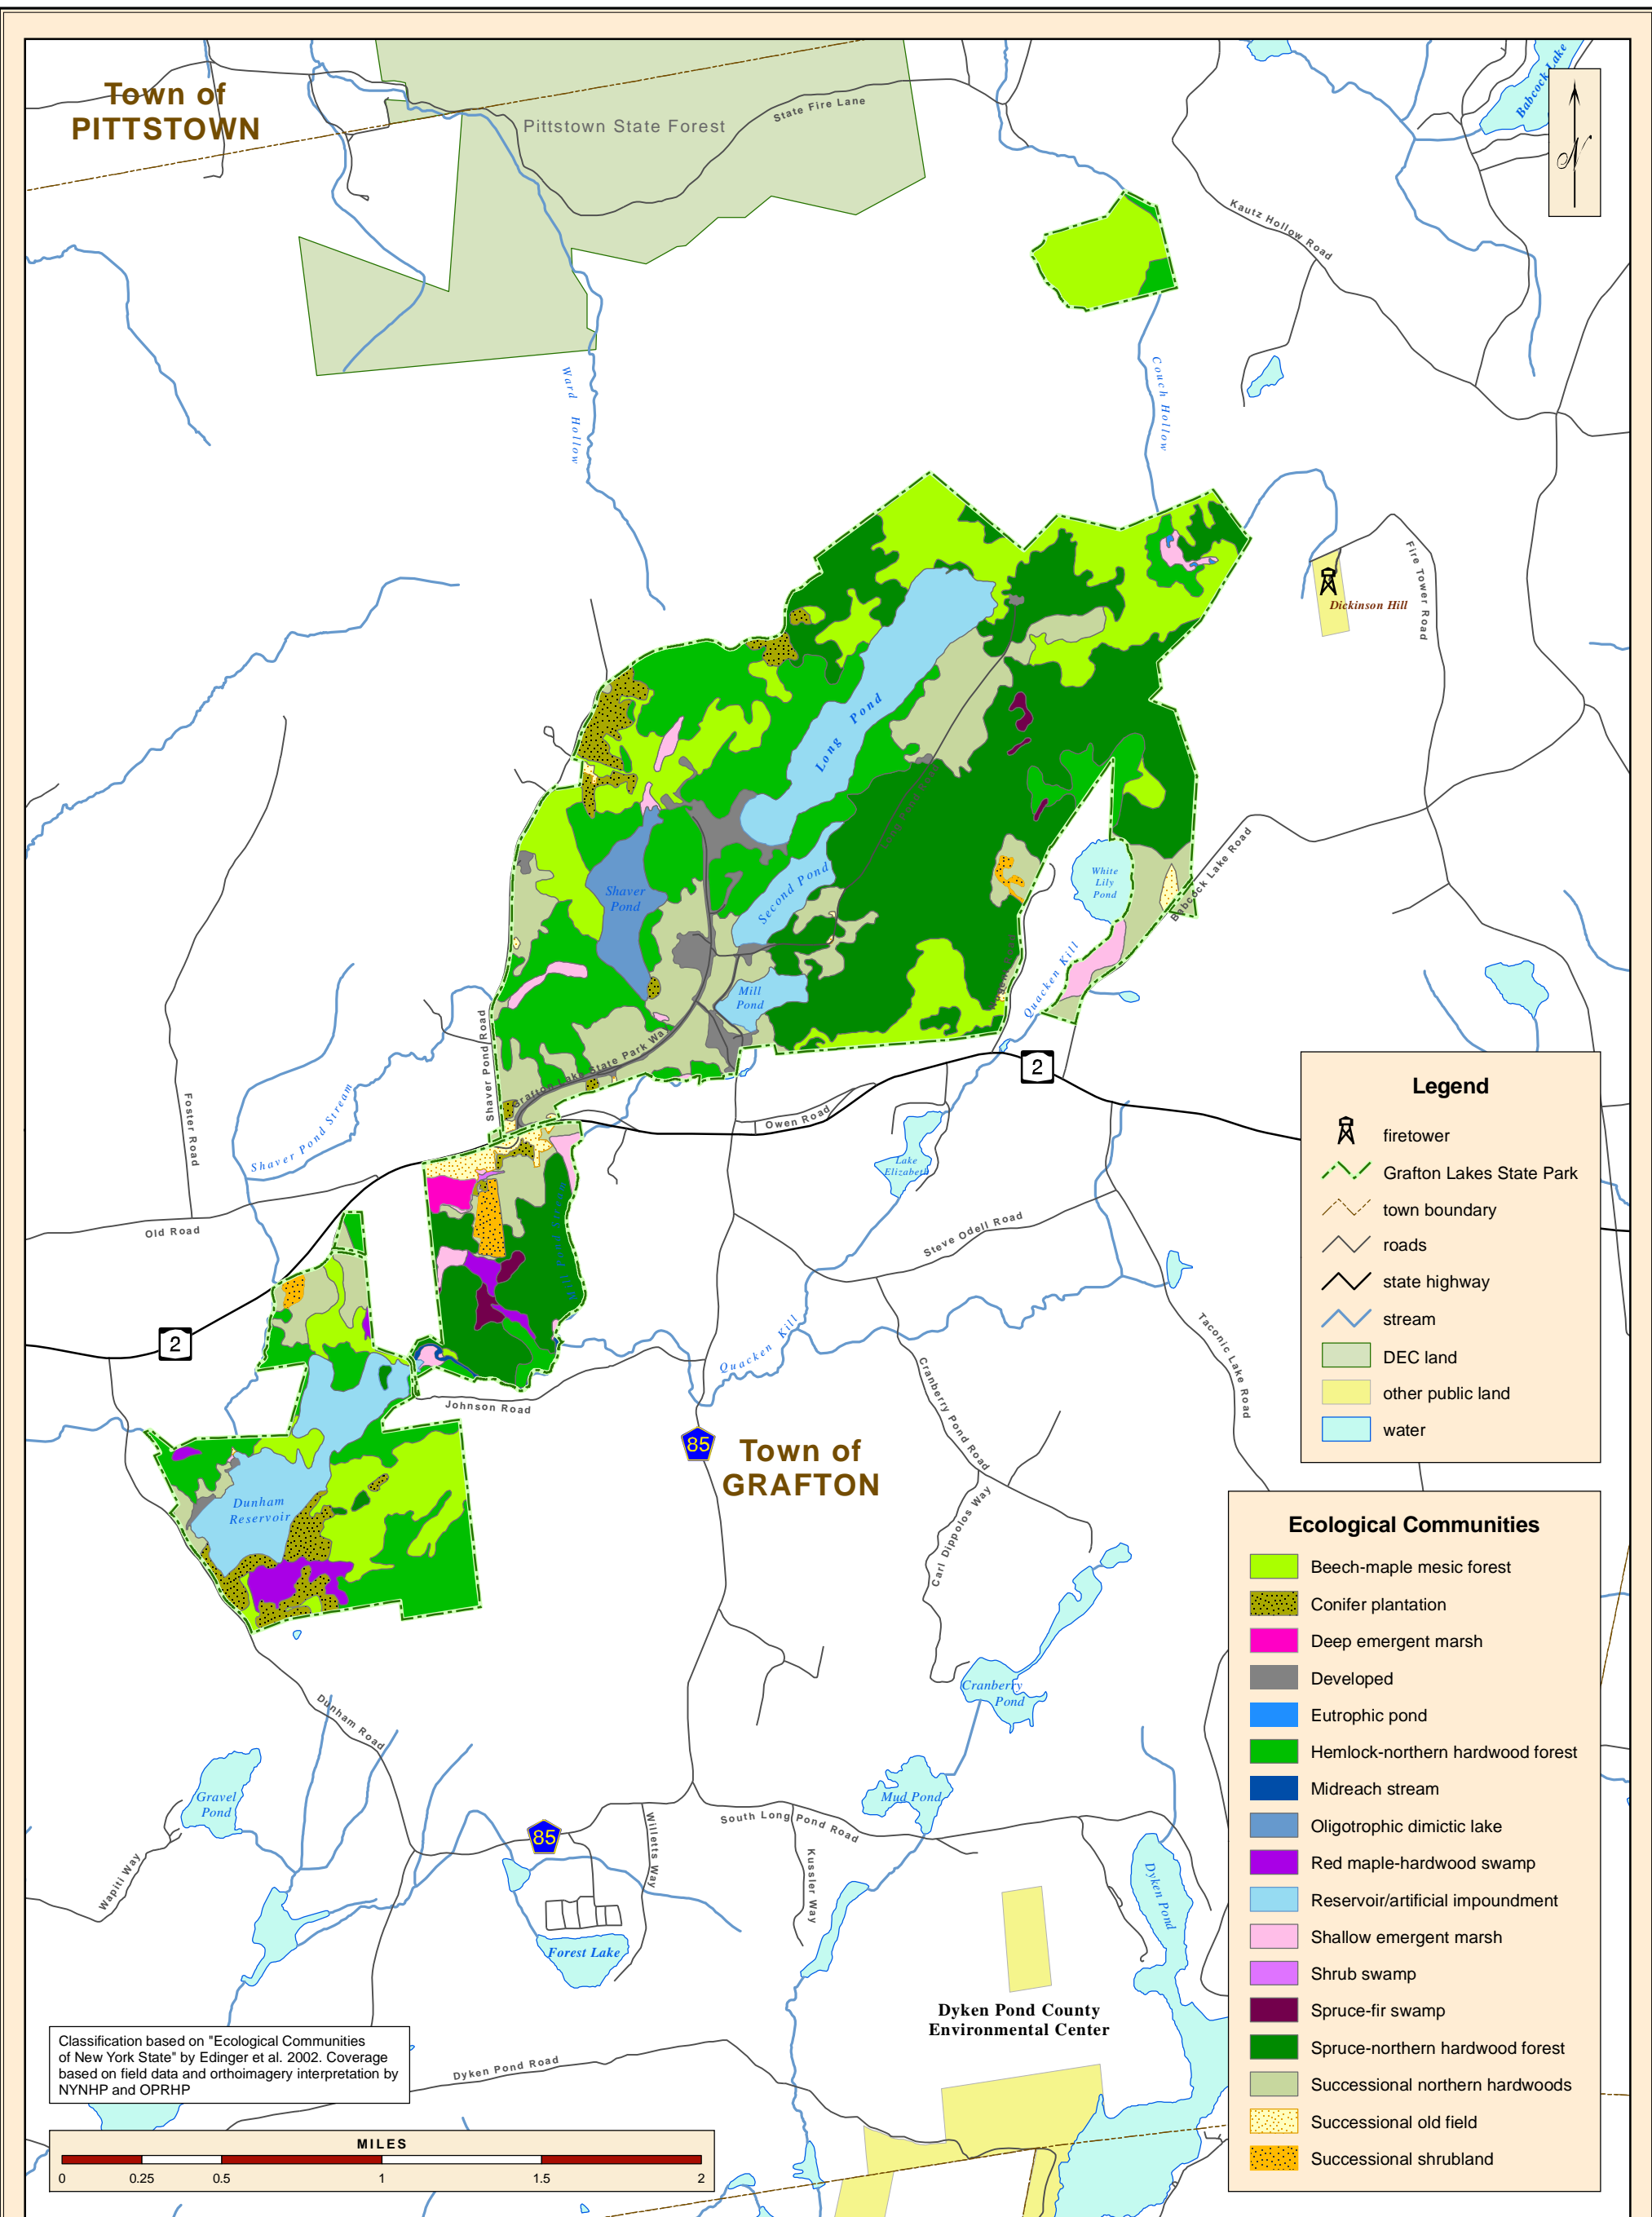 Town of
PITTSTOWN
Pittstown State Forest
State Fire Lane
Babcock Lake
N
Kautz Hollow Road
Ward Hollow
Couch Hollow
Fire Tower Road
Dickinson Hill
Long Pond
Shaver
Pond
Second Pond
White
Lily
Pond
Babcock Lake Road
Mill
Pond
Quacken Kill
Grafton Lake State Park Way
Shaver Pond Road
2
Foster Road
Shaver Pond Stream
Owen Road
Lake
Elizabeth
Old Road
Steve Odell Road
2
Taconic Lake Road
Quacken Kill
Johnson Road
Cranberry Pond Road
85
Town of
GRAFTON
Dunham
Reservoir
Carl Dippolos Way
Cranberry
Pond
Dunham Road
Gravel
Pond
Mud Pond
South Long Pond Road
85
Willetts Way
Kussler Way
Wapiti Way
Dyken Pond
Forest Lake
Dyken Pond County
Environmental Center
Dyken Pond Road
Legend
firetower
Grafton Lakes State Park
town boundary
roads
state highway
stream
DEC land
other public land
water
Ecological Communities
Beech-maple mesic forest
Conifer plantation
Deep emergent marsh
Developed
Eutrophic pond
Hemlock-northern hardwood forest
Midreach stream
Oligotrophic dimictic lake
Red maple-hardwood swamp
Reservoir/artificial impoundment
Shallow emergent marsh
Shrub swamp
Spruce-fir swamp
Spruce-northern hardwood forest
Successional northern hardwoods
Successional old field
Successional shrubland
Classification based on "Ecological Communities
of New York State" by Edinger et al. 2002. Coverage
based on field data and orthoimagery interpretation by
NYNHP and OPRHP
MILES
0 0.25 0.5 1 1.5 2